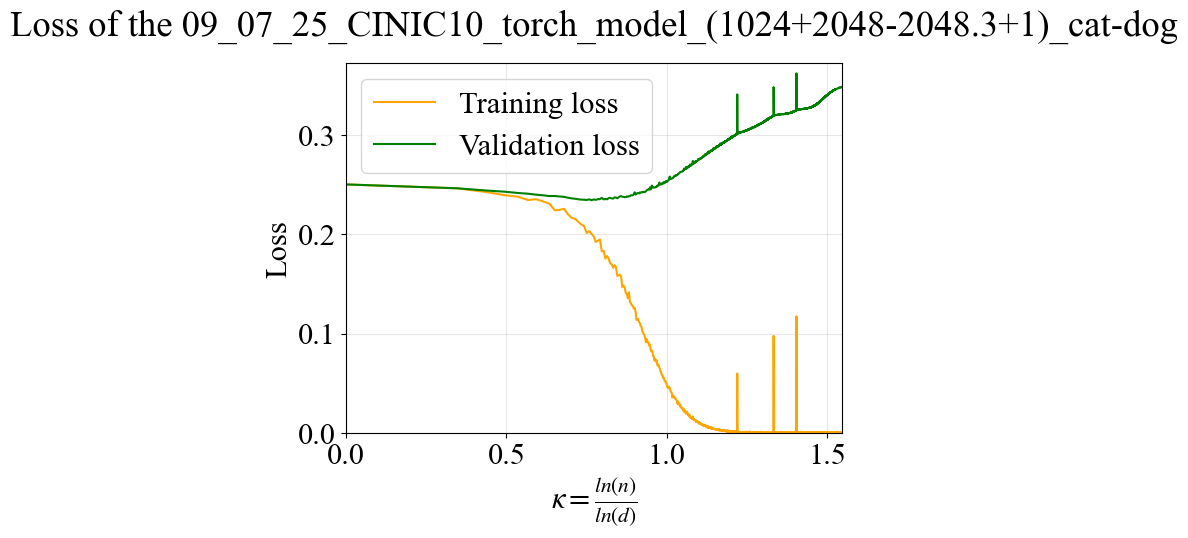 Loss of the 09_07_25_CINIC10_torch_model_(1024+2048-2048.3+1)_cat-dog
Training loss
Validation loss
Loss
0.3
0.2
0.1
0.0
0.0 0.5 1.0 1.5
κ = ln(n) / ln(d)